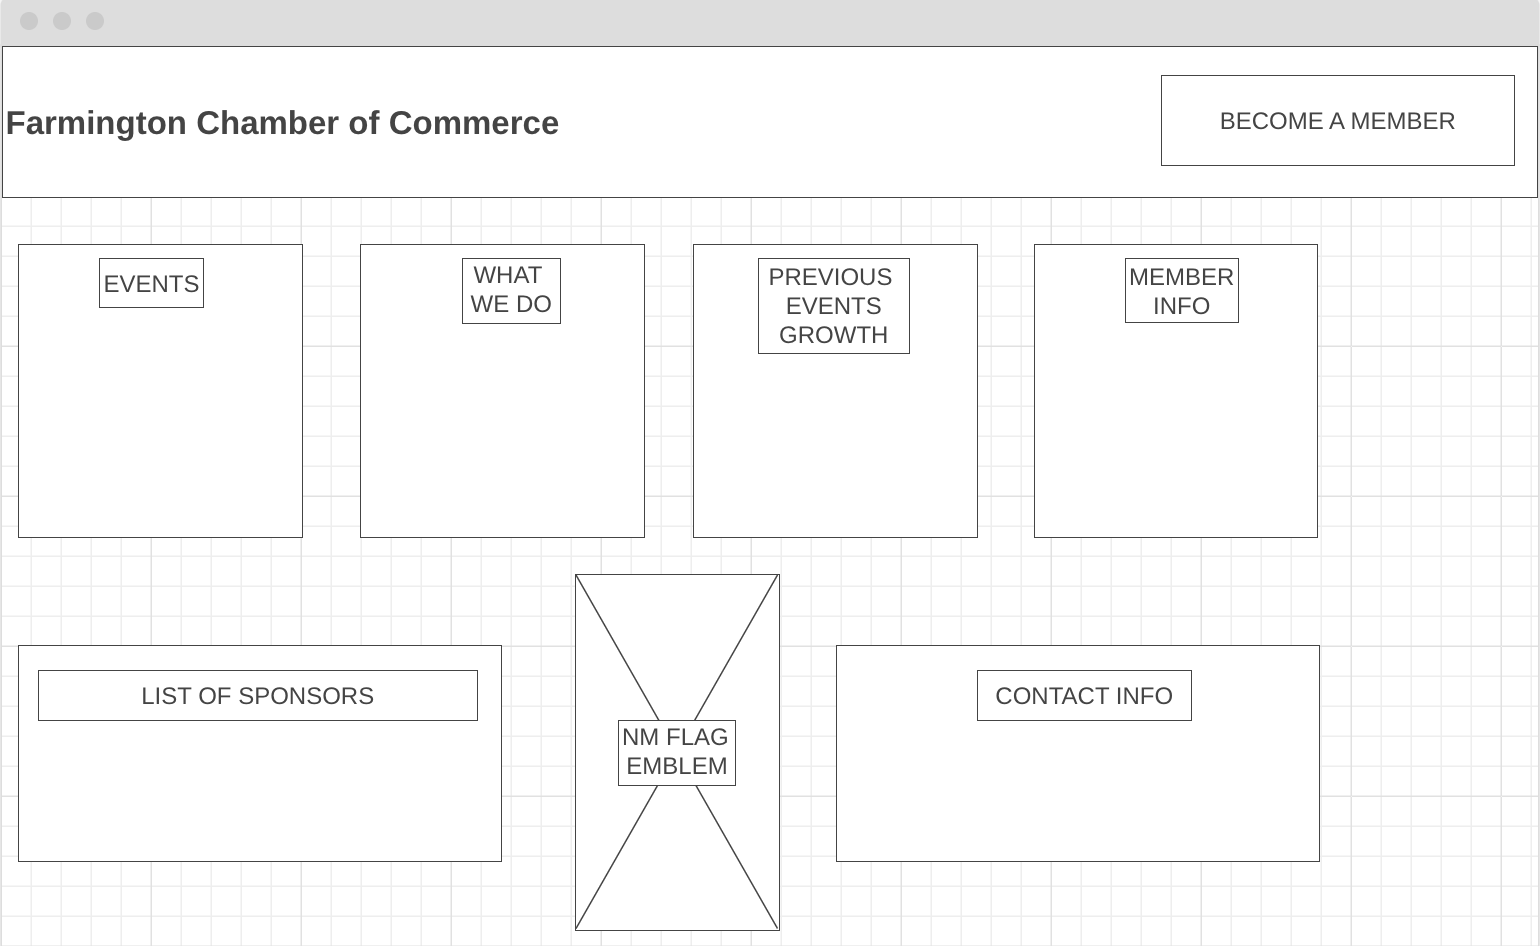 Farmington Chamber of Commerce
BECOME A MEMBER
EVENTS
WHAT
WE DO
PREVIOUS
EVENTS
GROWTH
MEMBER
INFO
LIST OF SPONSORS
NM FLAG
EMBLEM
CONTACT INFO